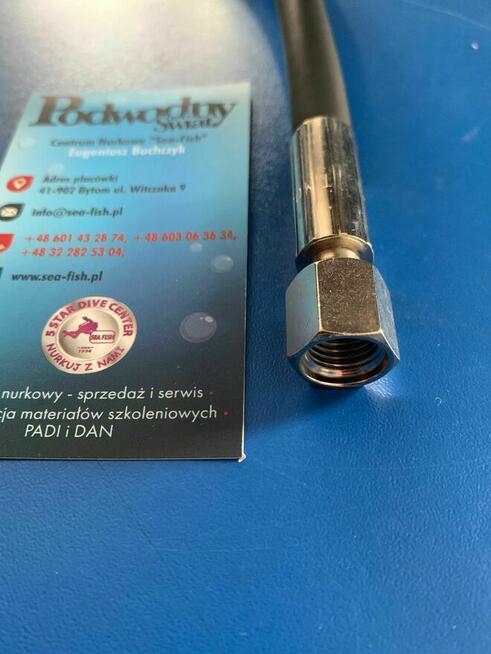 Podwodny
Świat
Centrum Nurkowe "Sea-Fish"
Eugeniusz Buchczyk
Adres placówki
41-902 Bytom ul. Witczaka 9
info@sea-fish.pl
+48 601 43 28 74, +48 603 06 36 34,
+48 32 282 53 04,
www.sea-fish.pl
5 STAR DIVE CENTER
SEA FISH
NURKUJ Z NAMI
nurkowy - sprzedaż i serwis
cja materiałów szkoleniowych
PADI i DAN